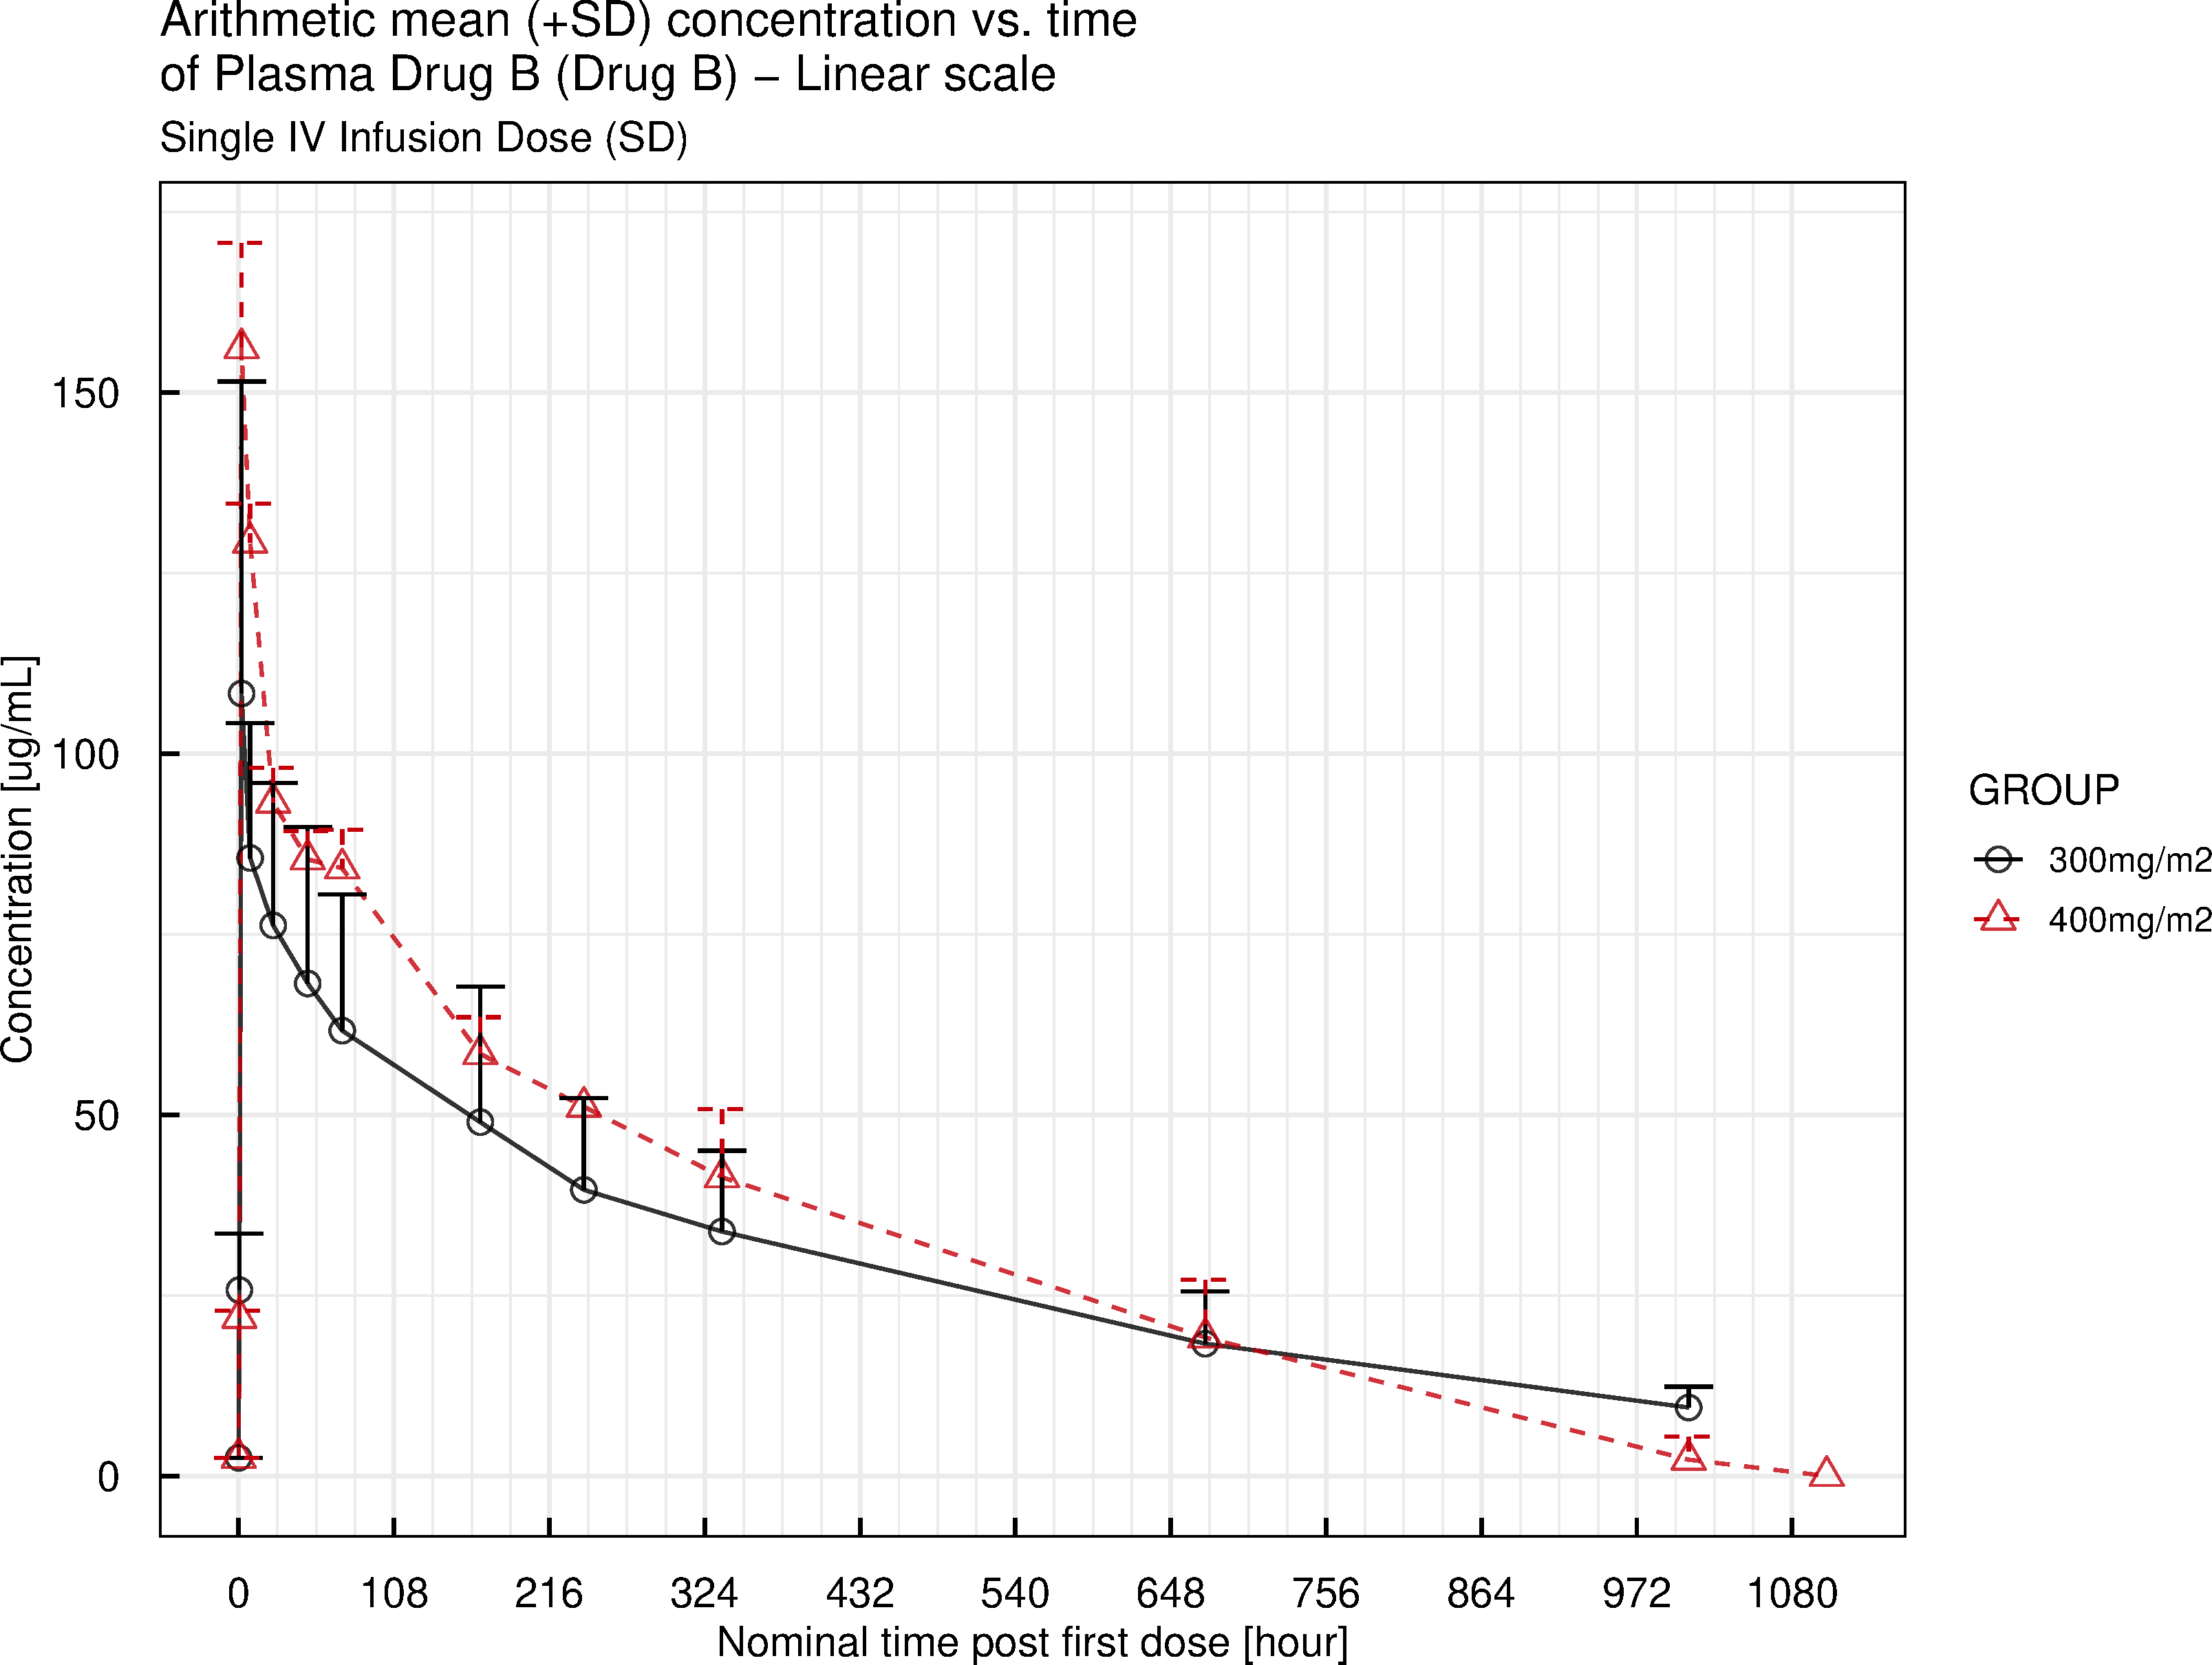 Arithmetic mean (+SD) concentration vs. time
of Plasma Drug B (Drug B) − Linear scale
Single IV Infusion Dose (SD)
Concentration [ug/mL]
150
100
50
0
0 108 216 324 432 540 648 756 864 972 1080
Nominal time post first dose [hour]
GROUP
300mg/m2
400mg/m2